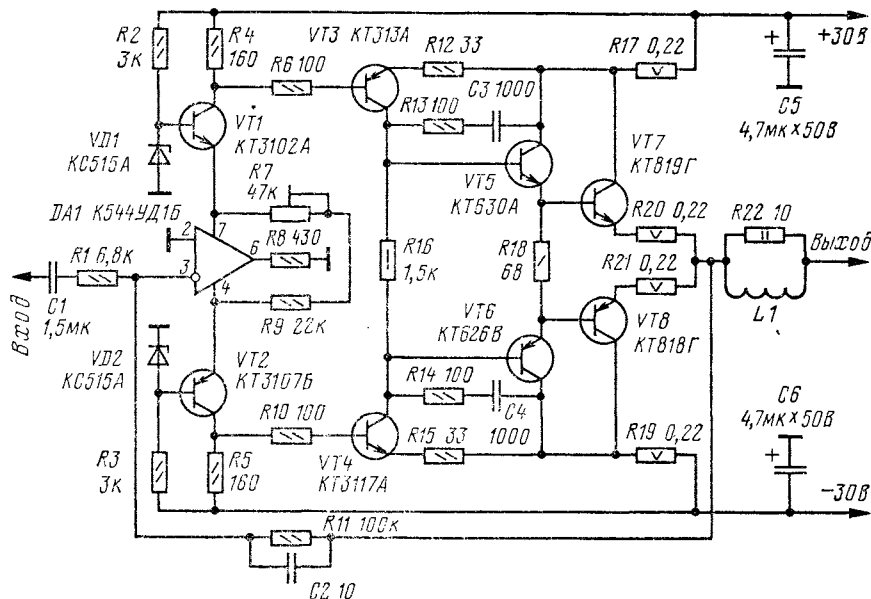 R2
3к
R4
160
R6 100
VT3 КТ313А
R12 33
R13 100
C3 1000
R17 0,22
+
+30В
C5
4,7мк×50В
VD1
КС515А
VT1
КТ3102А
R7
47к
VT5
КТ630А
VT7
КТ819Г
DA1 К544УД1Б
2
7
3
6
4
R1 6,8к
R8 430
R16
1,5к
R18
68
R20 0,22
R22 10
Выход
R21 0,22
L1
Вход
C1
1,5мк
R9 22к
VT6
КТ626В
VT8
КТ818Г
VD2
КС515А
VT2
КТ3107Б
R14 100
C4
1000
C6
4,7мк×50В
+
R10 100
R15 33
R19 0,22
R3
3к
R5
160
VT4
КТ3117А
-30В
R11 100к
C2 10